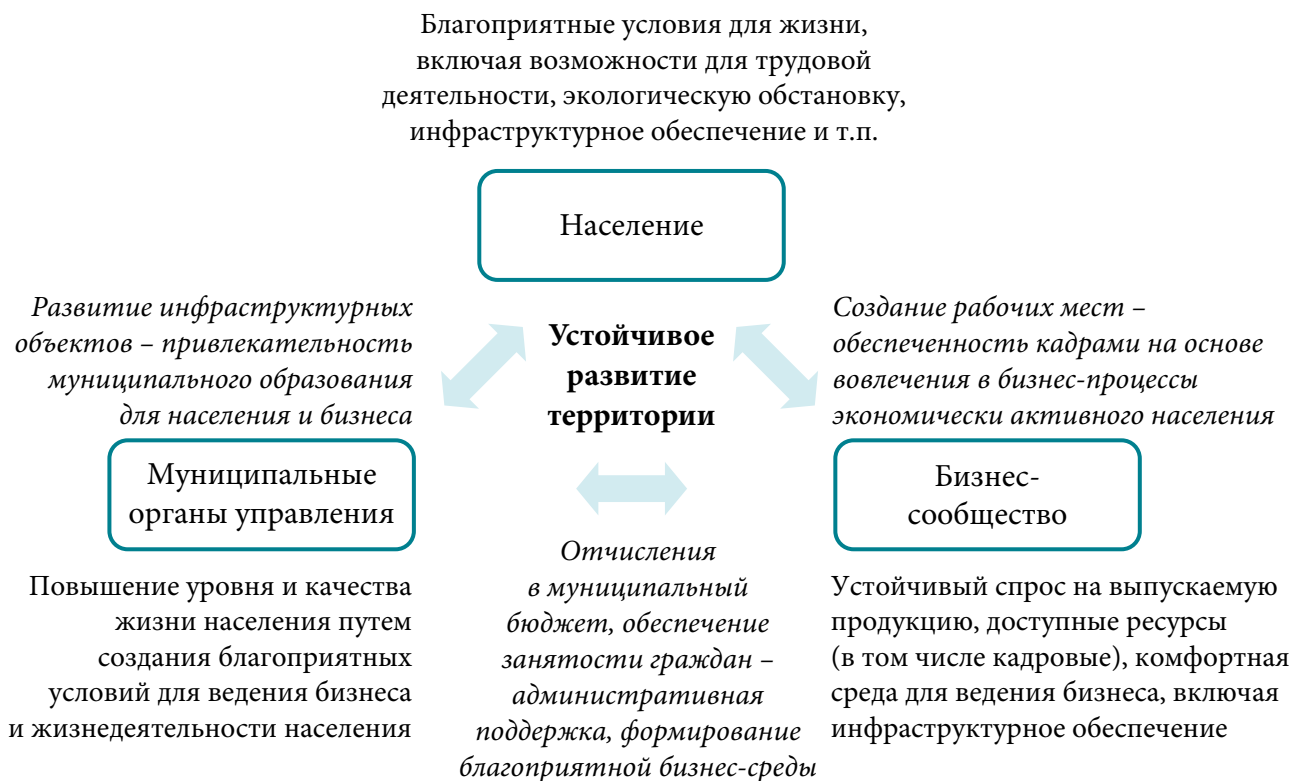 Благоприятные условия для жизни,
включая возможности для трудовой
деятельности, экологическую обстановку,
инфраструктурное обеспечение и т.п.
Население
Развитие инфраструктурных
объектов – привлекательность
муниципального образования
для населения и бизнеса
Устойчивое
развитие
территории
Создание рабочих мест –
обеспеченность кадрами на основе
вовлечения в бизнес-процессы
экономически активного населения
Муниципальные
органы управления
Бизнес-
сообщество
Повышение уровня и качества
жизни населения путем
создания благоприятных
условий для ведения бизнеса
и жизнедеятельности населения
Отчисления
в муниципальный
бюджет, обеспечение
занятости граждан –
административная
поддержка, формирование
благоприятной бизнес-среды
Устойчивый спрос на выпускаемую
продукцию, доступные ресурсы
(в том числе кадровые), комфортная
среда для ведения бизнеса, включая
инфраструктурное обеспечение